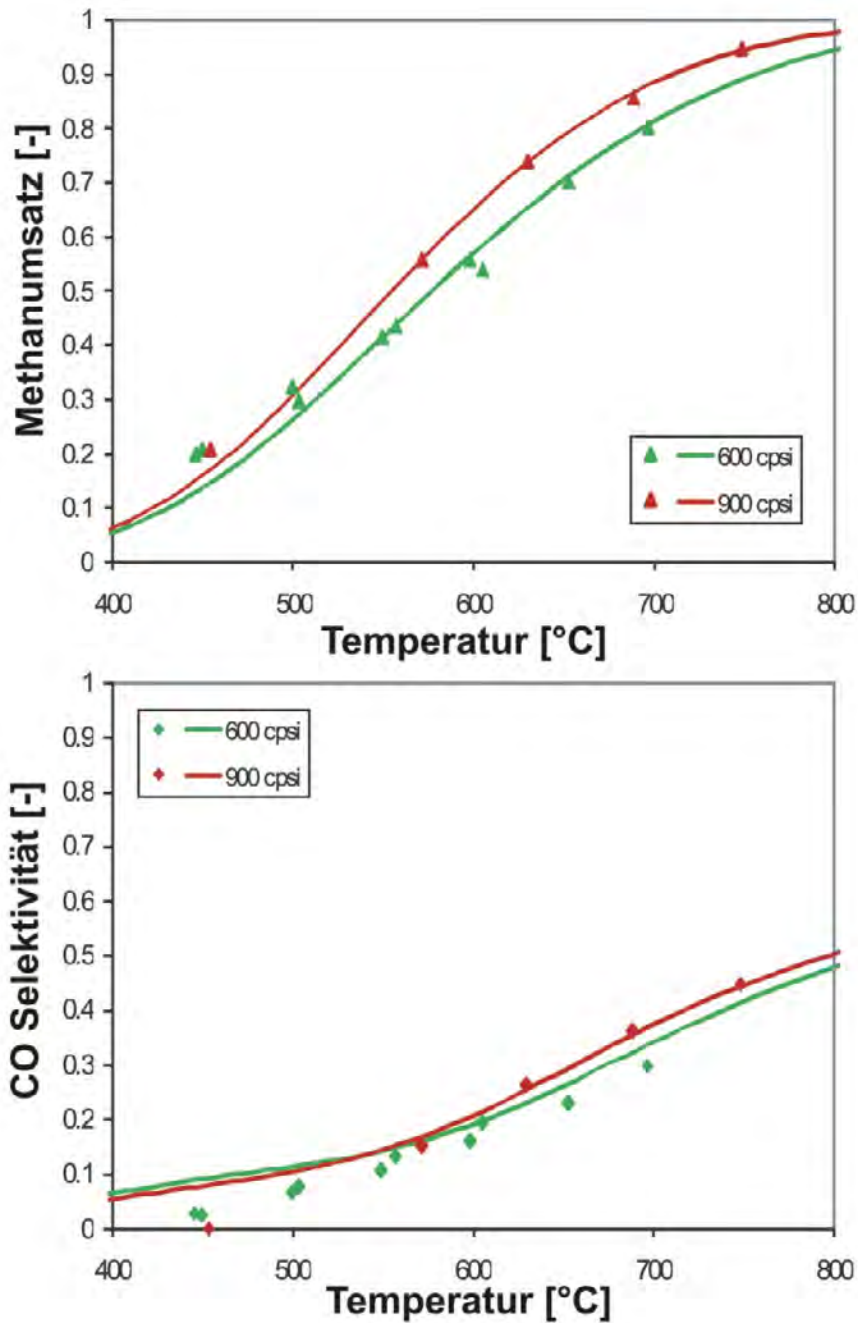 1
0.9
0.8
0.7
0.6
0.5
0.4
0.3
0.2
0.1
0
Methanumsatz [-]
600 cpsi
900 cpsi
400 500 600 700 800
Temperatur [°C]
1
0.9
0.8
0.7
0.6
0.5
0.4
0.3
0.2
0.1
0
CO Selektivität [-]
600 cpsi
900 cpsi
400 500 600 700 800
Temperatur [°C]